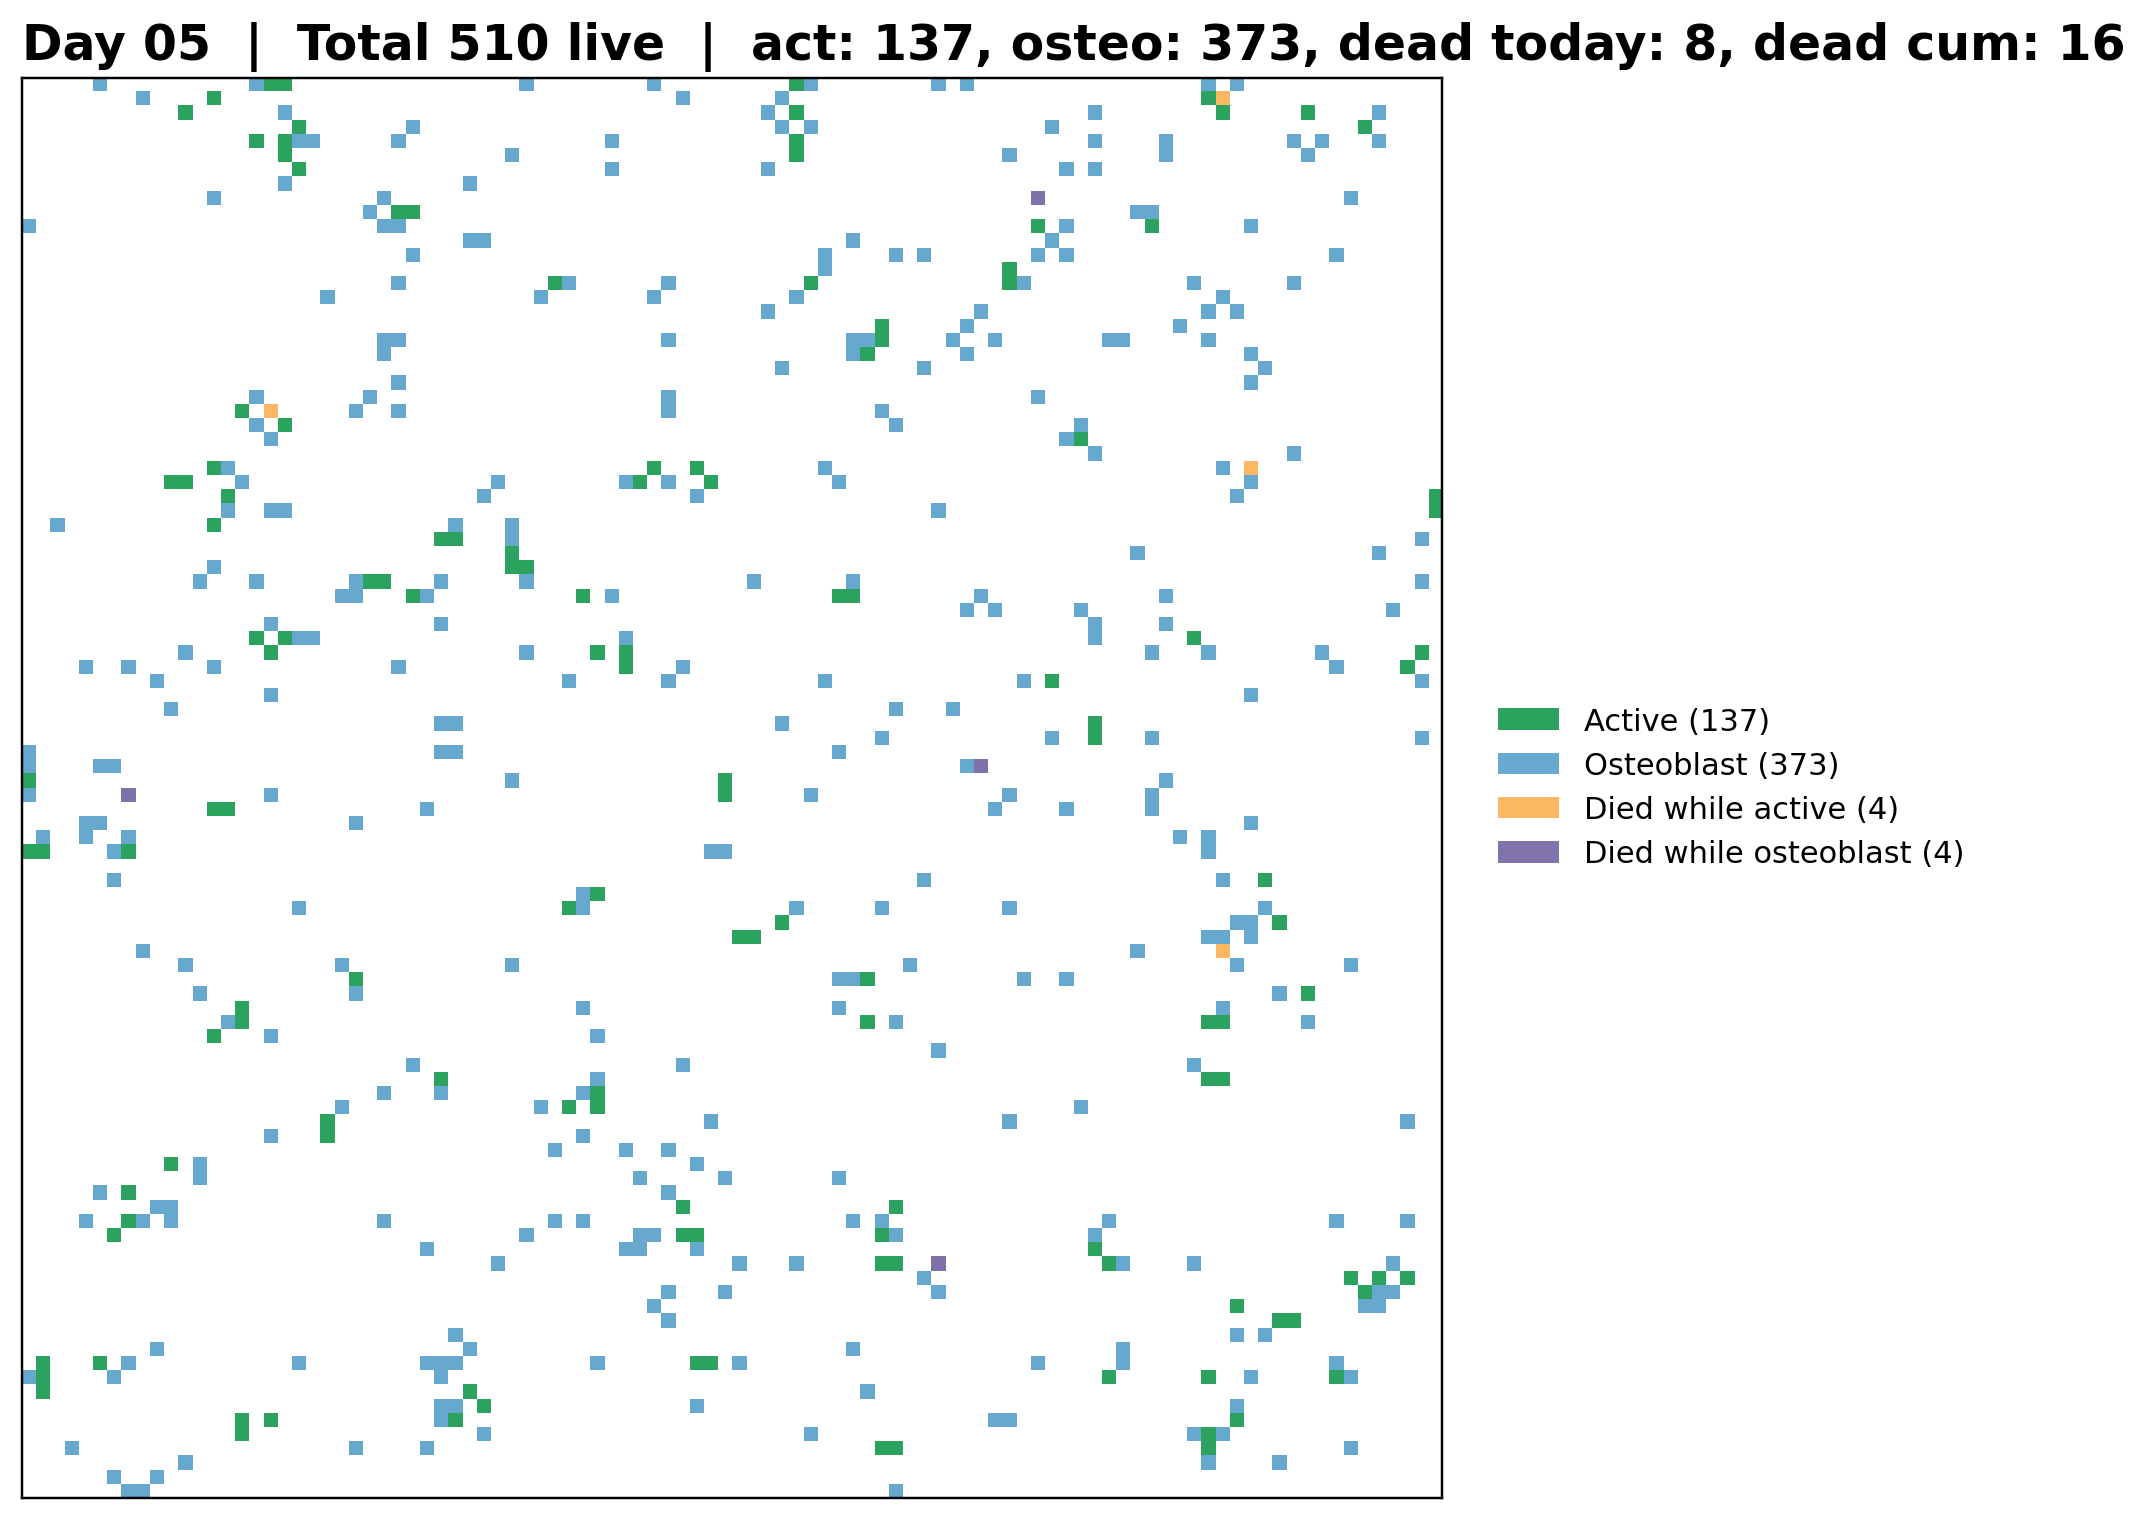 Day 05 | Total 510 live | act: 137, osteo: 373, dead today: 8, dead cum: 16
Active (137)
Osteoblast (373)
Died while active (4)
Died while osteoblast (4)